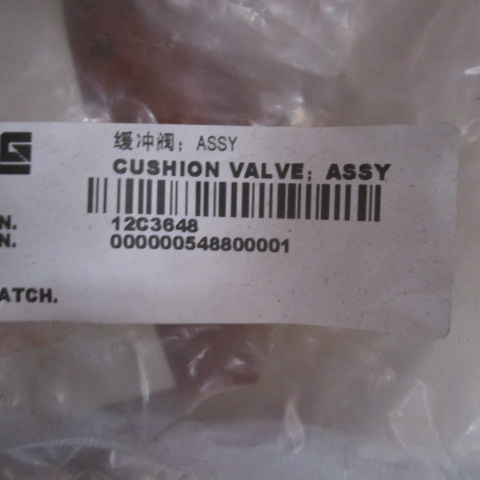 G
缓冲阀；ASSY
CUSHION VALVE；ASSY
N. 12C3648
N. 000000548800001
ATCH.